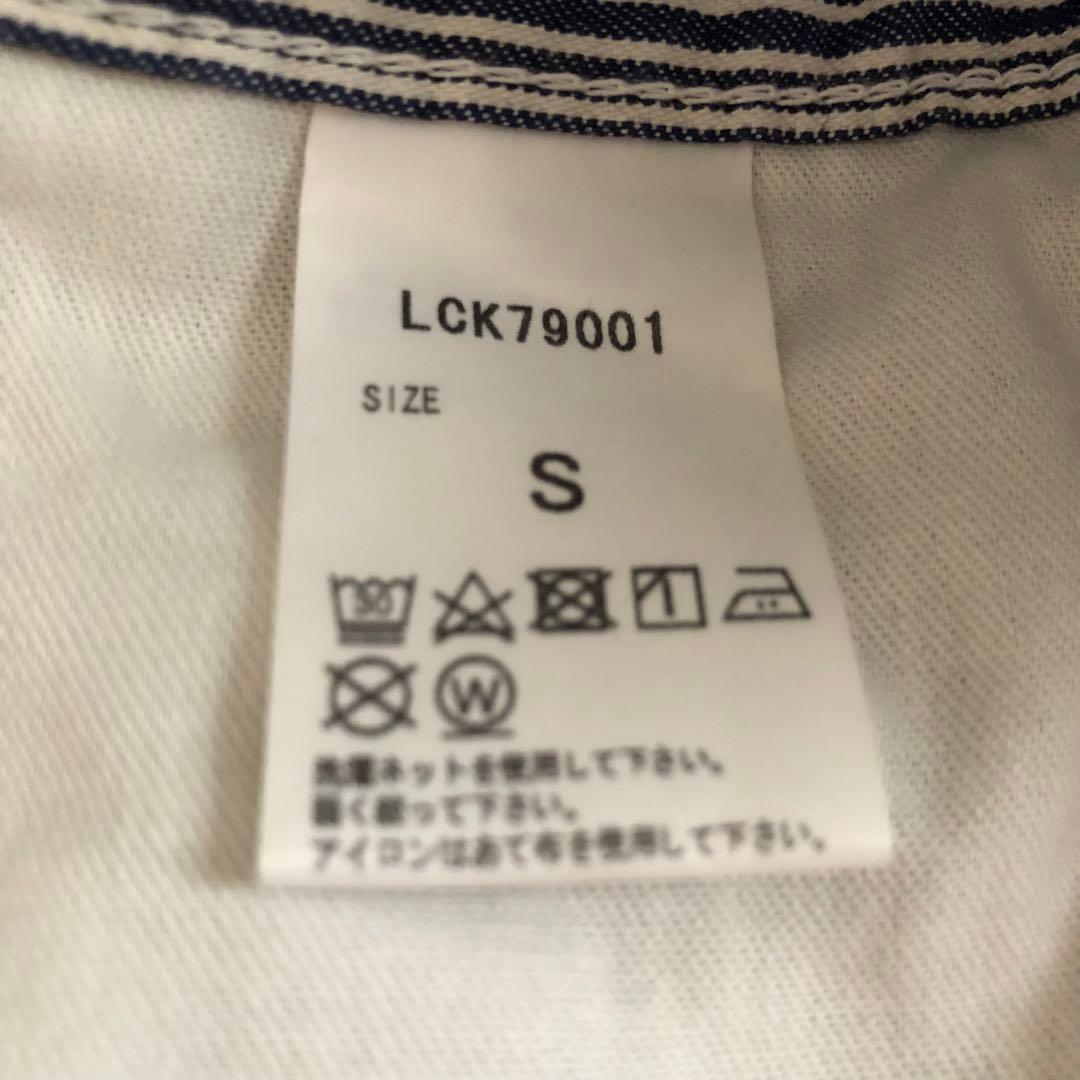 LCK79001
SIZE
S
30
W
洗濯ネットを使用して下さい。
弱く絞って下さい。
アイロンはあて布を使用して下さい。